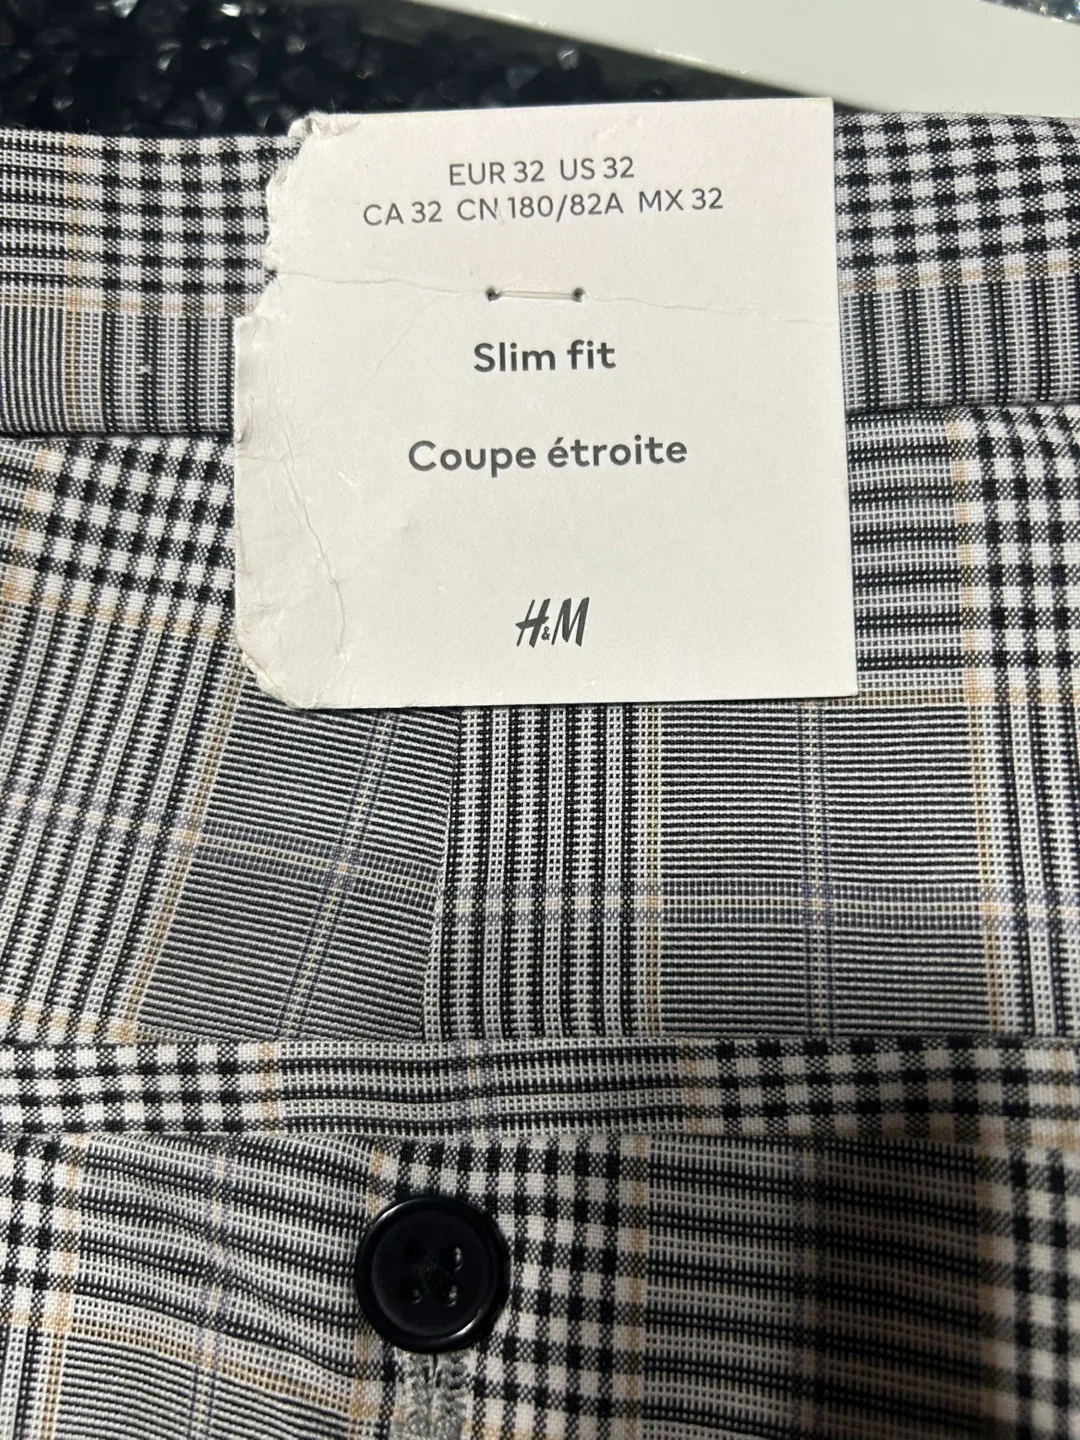 EUR 32 US 32
CA 32 CN 180/82A MX 32
Slim fit
Coupe étroite
H&M